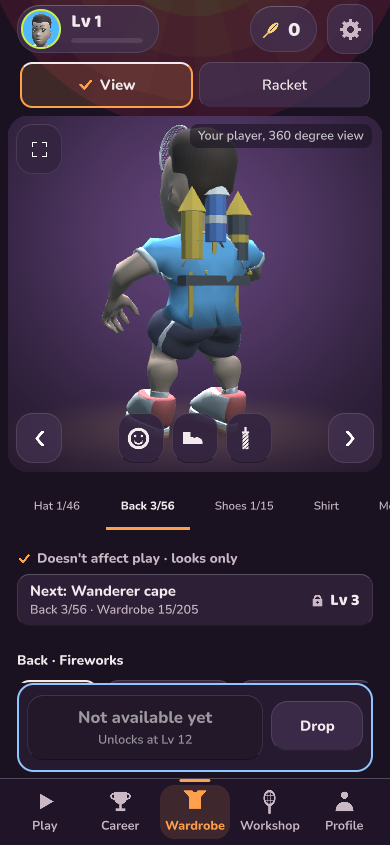 Lv 1
0
View
Racket
Your player, 360 degree view
Hat 1/46
Back 3/56
Shoes 1/15
Shirt
Doesn't affect play · looks only
Next: Wanderer cape
Back 3/56 · Wardrobe 15/205
Lv 3
Back · Fireworks
Not available yet
Unlocks at Lv 12
Drop
Play
Career
Wardrobe
Workshop
Profile